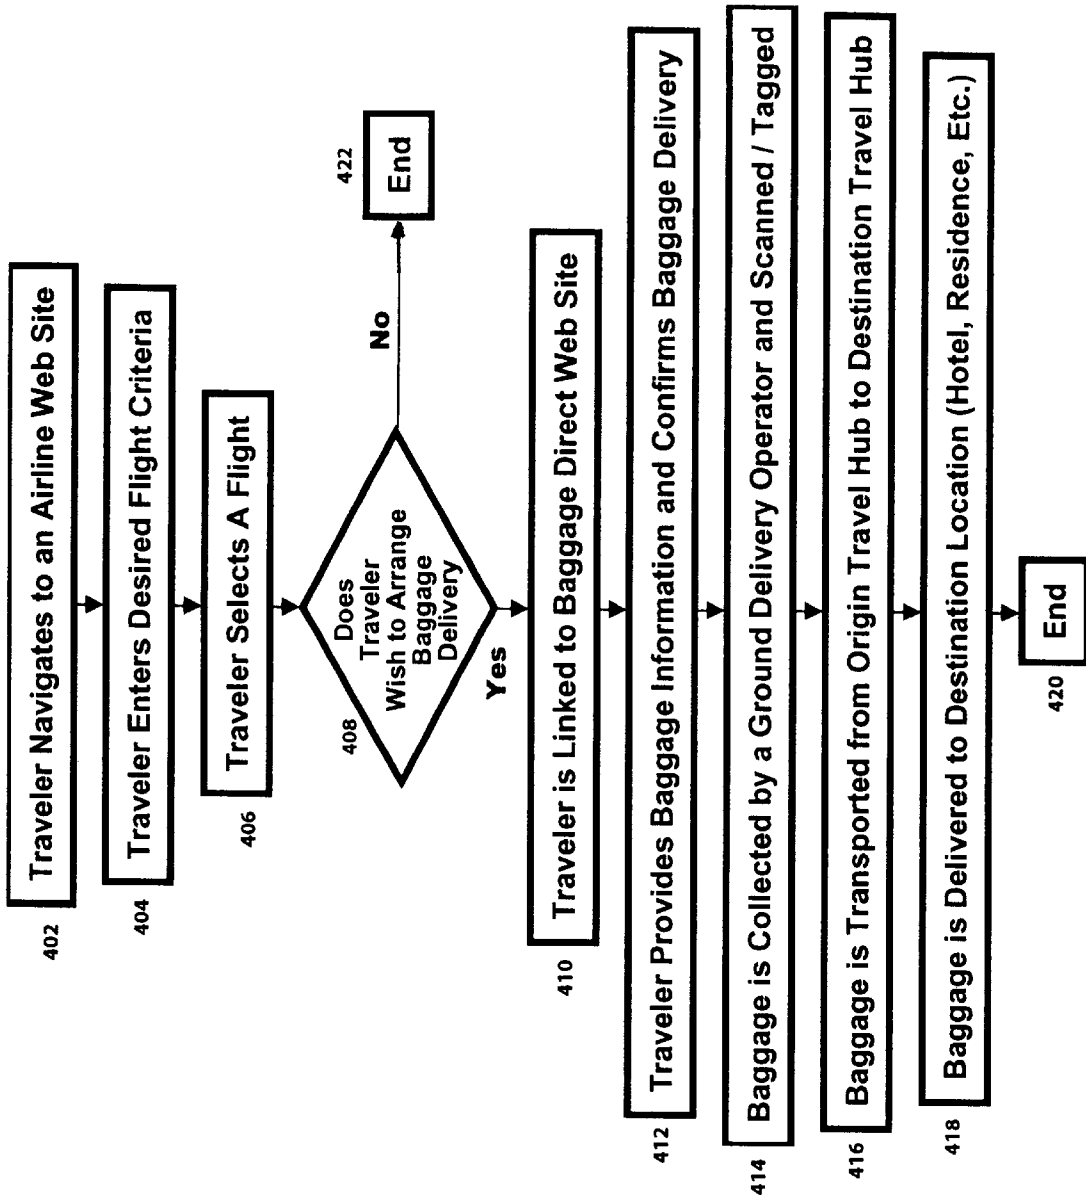 402
Traveler Navigates to an Airline Web Site
404
Traveler Enters Desired Flight Criteria
406
Traveler Selects A Flight
408
Does
Traveler
Wish to Arrange
Baggage
Delivery
No
422
End
Yes
410
Traveler is Linked to Baggage Direct Web Site
412
Traveler Provides Baggage Information and Confirms Baggage Delivery
414
Baggage is Collected by a Ground Delivery Operator and Scanned / Tagged
416
Baggage is Transported from Origin Travel Hub to Destination Travel Hub
418
Baggage is Delivered to Destination Location (Hotel, Residence, Etc.)
420
End